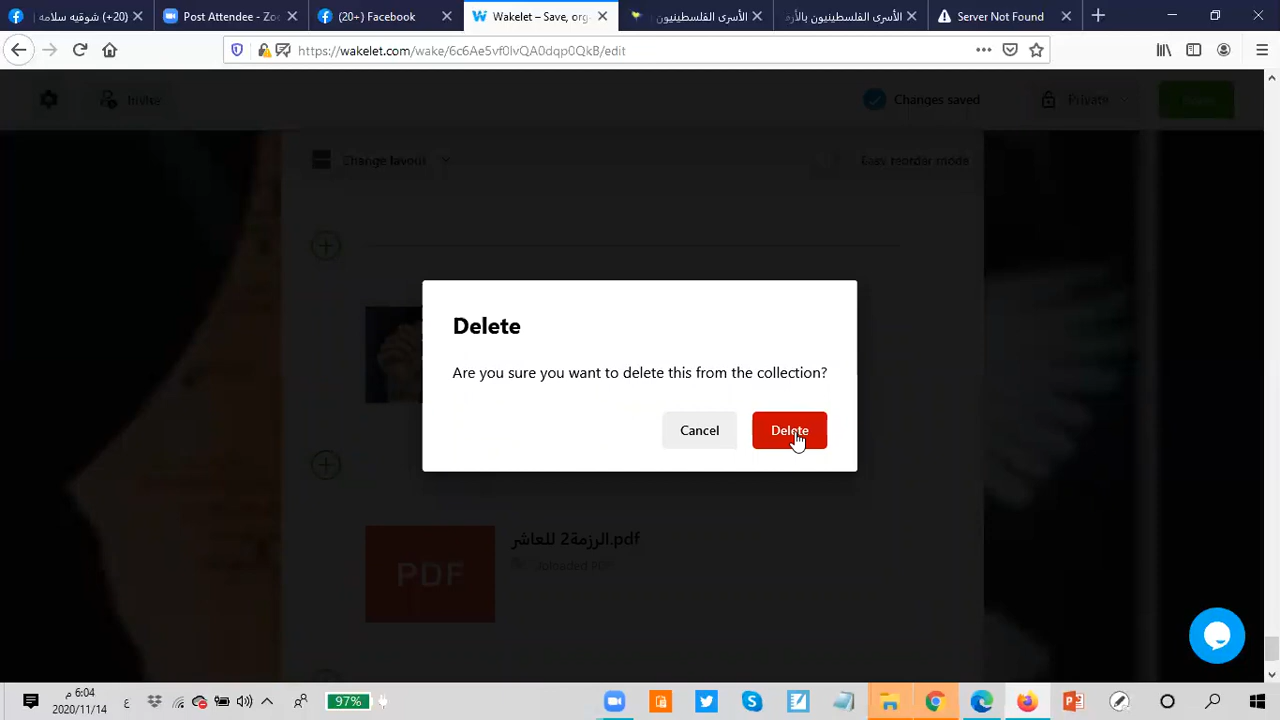 (20+) شوقيه سلامه
Post Attendee - Zoo
(20+) Facebook
Wakelet – Save, org
الأسرى الفلسطينيون
الأسرى الفلسطينيون بالأر
Server Not Found
https://wakelet.com/wake/6c6Ae5vf0IvQA0dqp0QkB/edit
Invite
Changes saved
Private
Change layout
Easy reorder mode
Delete
Are you sure you want to delete this from the collection?
Cancel
Delete
الرزمة2 للعاشر.pdf
PDF
Uploaded PDF
6:04 م
2020/11/14
ع
97%